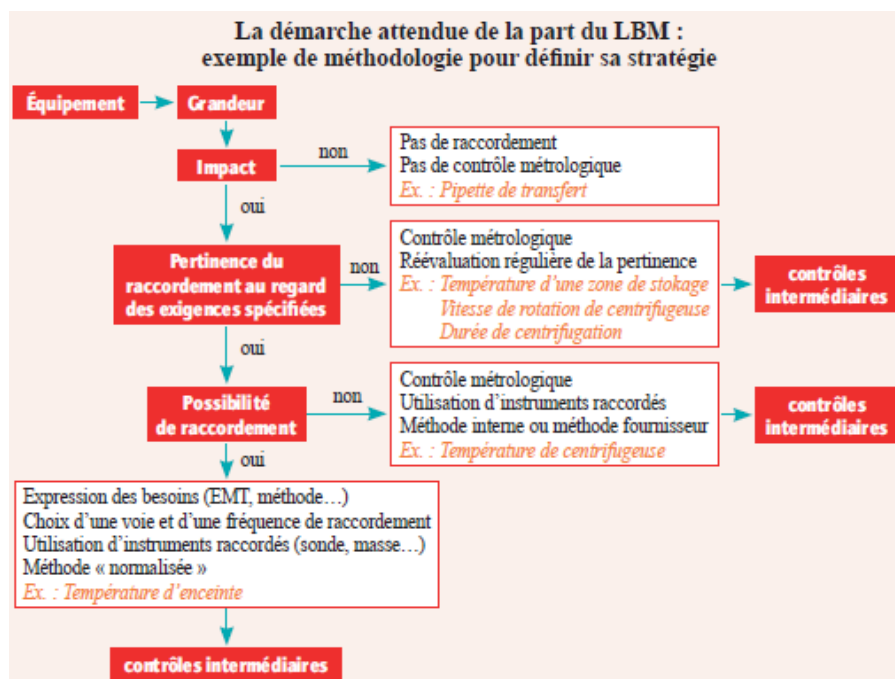 La démarche attendue de la part du LBM :
exemple de méthodologie pour définir sa stratégie
Équipement
Grandeur
Impact
non
Pas de raccordement
Pas de contrôle métrologique
Ex. : Pipette de transfert
oui
Pertinence du
raccordement au regard
des exigences spécifiées
non
Contrôle métrologique
Réévaluation régulière de la pertinence
Ex. : Température d'une zone de stokage
Vitesse de rotation de centrifugeuse
Durée de centrifugation
contrôles
intermédiaires
oui
Possibilité
de raccordement
non
Contrôle métrologique
Utilisation d'instruments raccordés
Méthode interne ou méthode fournisseur
Ex. : Température de centrifugeuse
contrôles
intermédiaires
oui
Expression des besoins (EMT, méthode…)
Choix d'une voie et d'une fréquence de raccordement
Utilisation d'instruments raccordés (sonde, masse…)
Méthode « normalisée »
Ex. : Température d'enceinte
contrôles intermédiaires